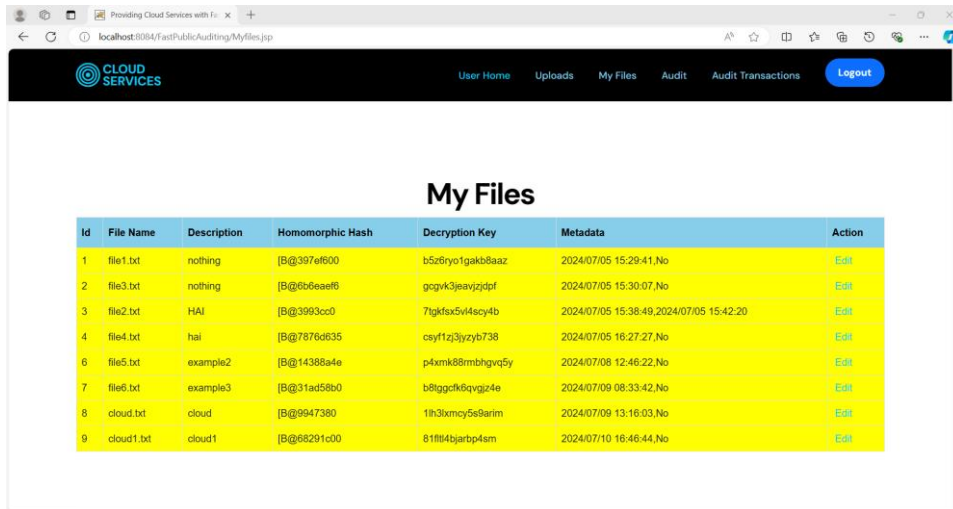 Providing Cloud Services with Fa
localhost:8084/FastPublicAuditing/Myfiles.jsp
CLOUD SERVICES
User Home Uploads My Files Audit Audit Transactions Logout
My Files
Id File Name Description Homomorphic Hash Decryption Key Metadata Action
1 file1.txt nothing [B@397ef600 b5z6ryo1gakb8aaz 2024/07/05 15:29:41,No Edit
2 file3.txt nothing [B@6b6eaef6 gcgvk3jeavjzjdpf 2024/07/05 15:30:07,No Edit
3 file2.txt HAI [B@3993cc0 7tgkfsx5vl4scy4b 2024/07/05 15:38:49,2024/07/05 15:42:20 Edit
4 file4.txt hai [B@7876d635 csyf1zj3jyzyb738 2024/07/05 16:27:27,No Edit
6 file5.txt example2 [B@14388a4e p4xmk88rmbhgvq5y 2024/07/08 12:46:22,No Edit
7 file6.txt example3 [B@31ad58b0 b8tggcfk6qvgjz4e 2024/07/09 08:33:42,No Edit
8 cloud.txt cloud [B@9947380 1lh3lxmcy5s9arim 2024/07/09 13:16:03,No Edit
9 cloud1.txt cloud1 [B@68291c00 81fltl4bjarbp4sm 2024/07/10 16:46:44,No Edit